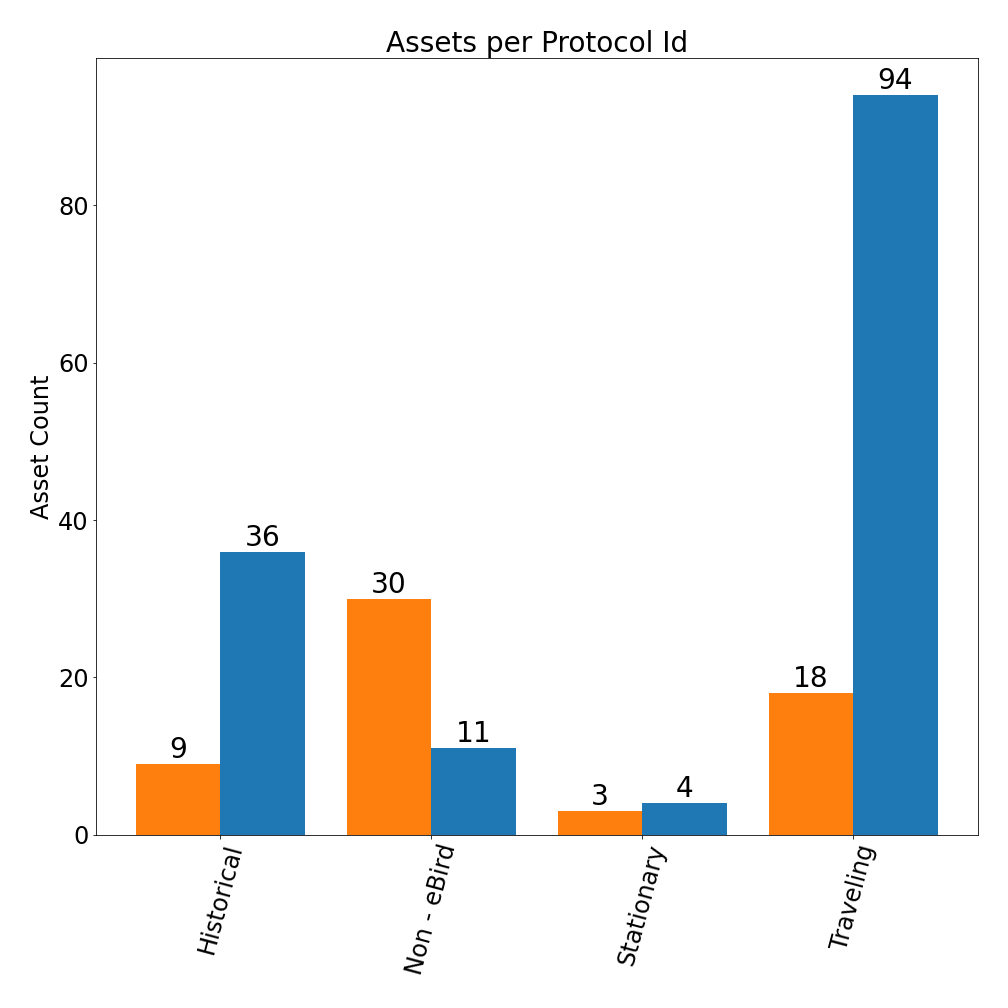 Assets per Protocol Id
94
80
60
Asset Count
40
36
30
20
18
11
9
3
4
0
Historical
Non - eBird
Stationary
Traveling